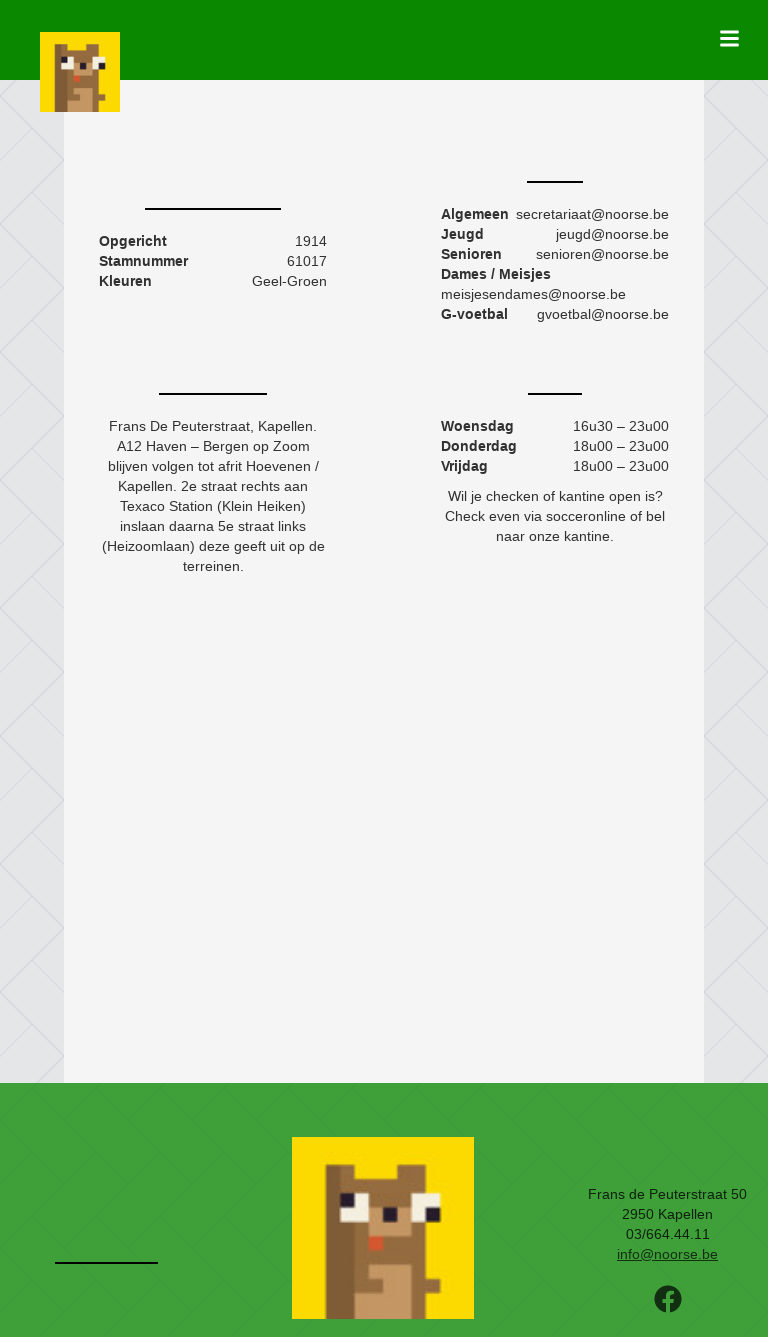 Opgericht 1914
Stamnummer 61017
Kleuren Geel-Groen
Algemeen secretariaat@noorse.be
Jeugd jeugd@noorse.be
Senioren senioren@noorse.be
Dames / Meisjes
meisjesendames@noorse.be
G-voetbal gvoetbal@noorse.be
Frans De Peuterstraat, Kapellen.
A12 Haven – Bergen op Zoom
blijven volgen tot afrit Hoevenen /
Kapellen. 2e straat rechts aan
Texaco Station (Klein Heiken)
inslaan daarna 5e straat links
(Heizoomlaan) deze geeft uit op de
terreinen.
Woensdag 16u30 – 23u00
Donderdag 18u00 – 23u00
Vrijdag 18u00 – 23u00
Wil je checken of kantine open is?
Check even via socceronline of bel
naar onze kantine.
Frans de Peuterstraat 50
2950 Kapellen
03/664.44.11
info@noorse.be